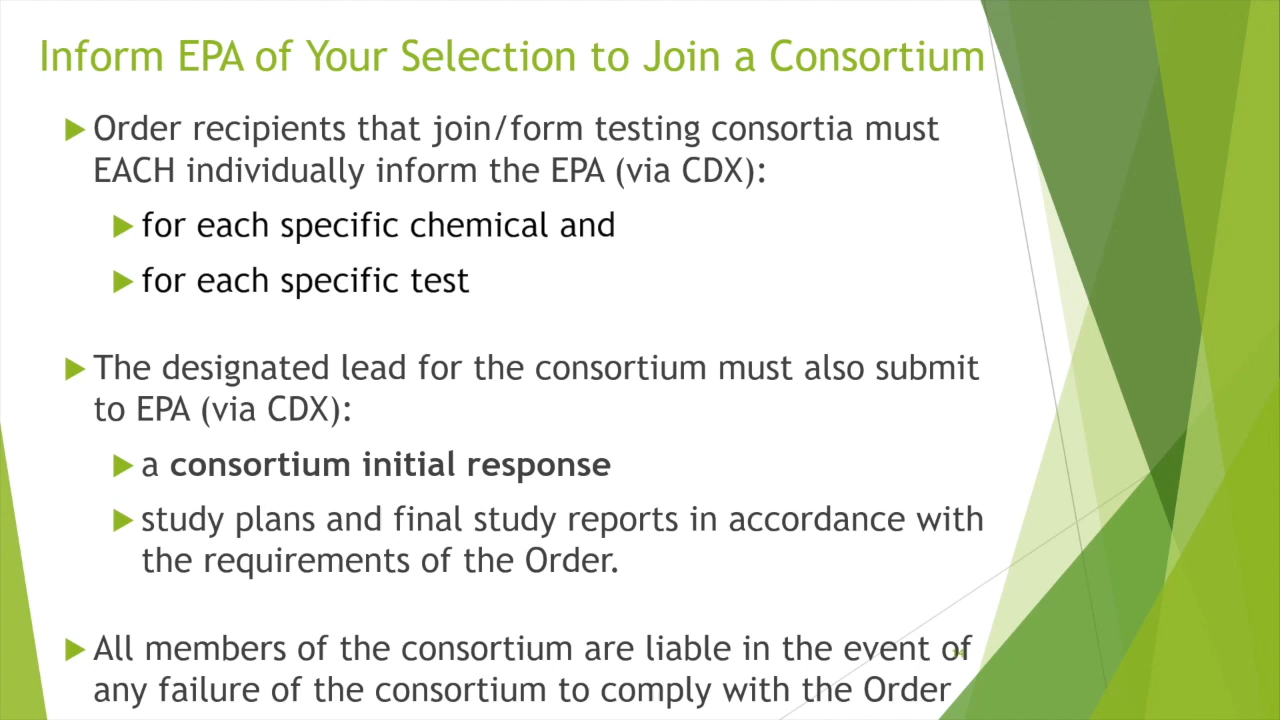 Inform EPA of Your Selection to Join a Consortium
Order recipients that join/form testing consortia must
EACH individually inform the EPA (via CDX):
for each specific chemical and
for each specific test
The designated lead for the consortium must also submit
to EPA (via CDX):
a consortium initial response
study plans and final study reports in accordance with
the requirements of the Order.
All members of the consortium are liable in the event of
any failure of the consortium to comply with the Order